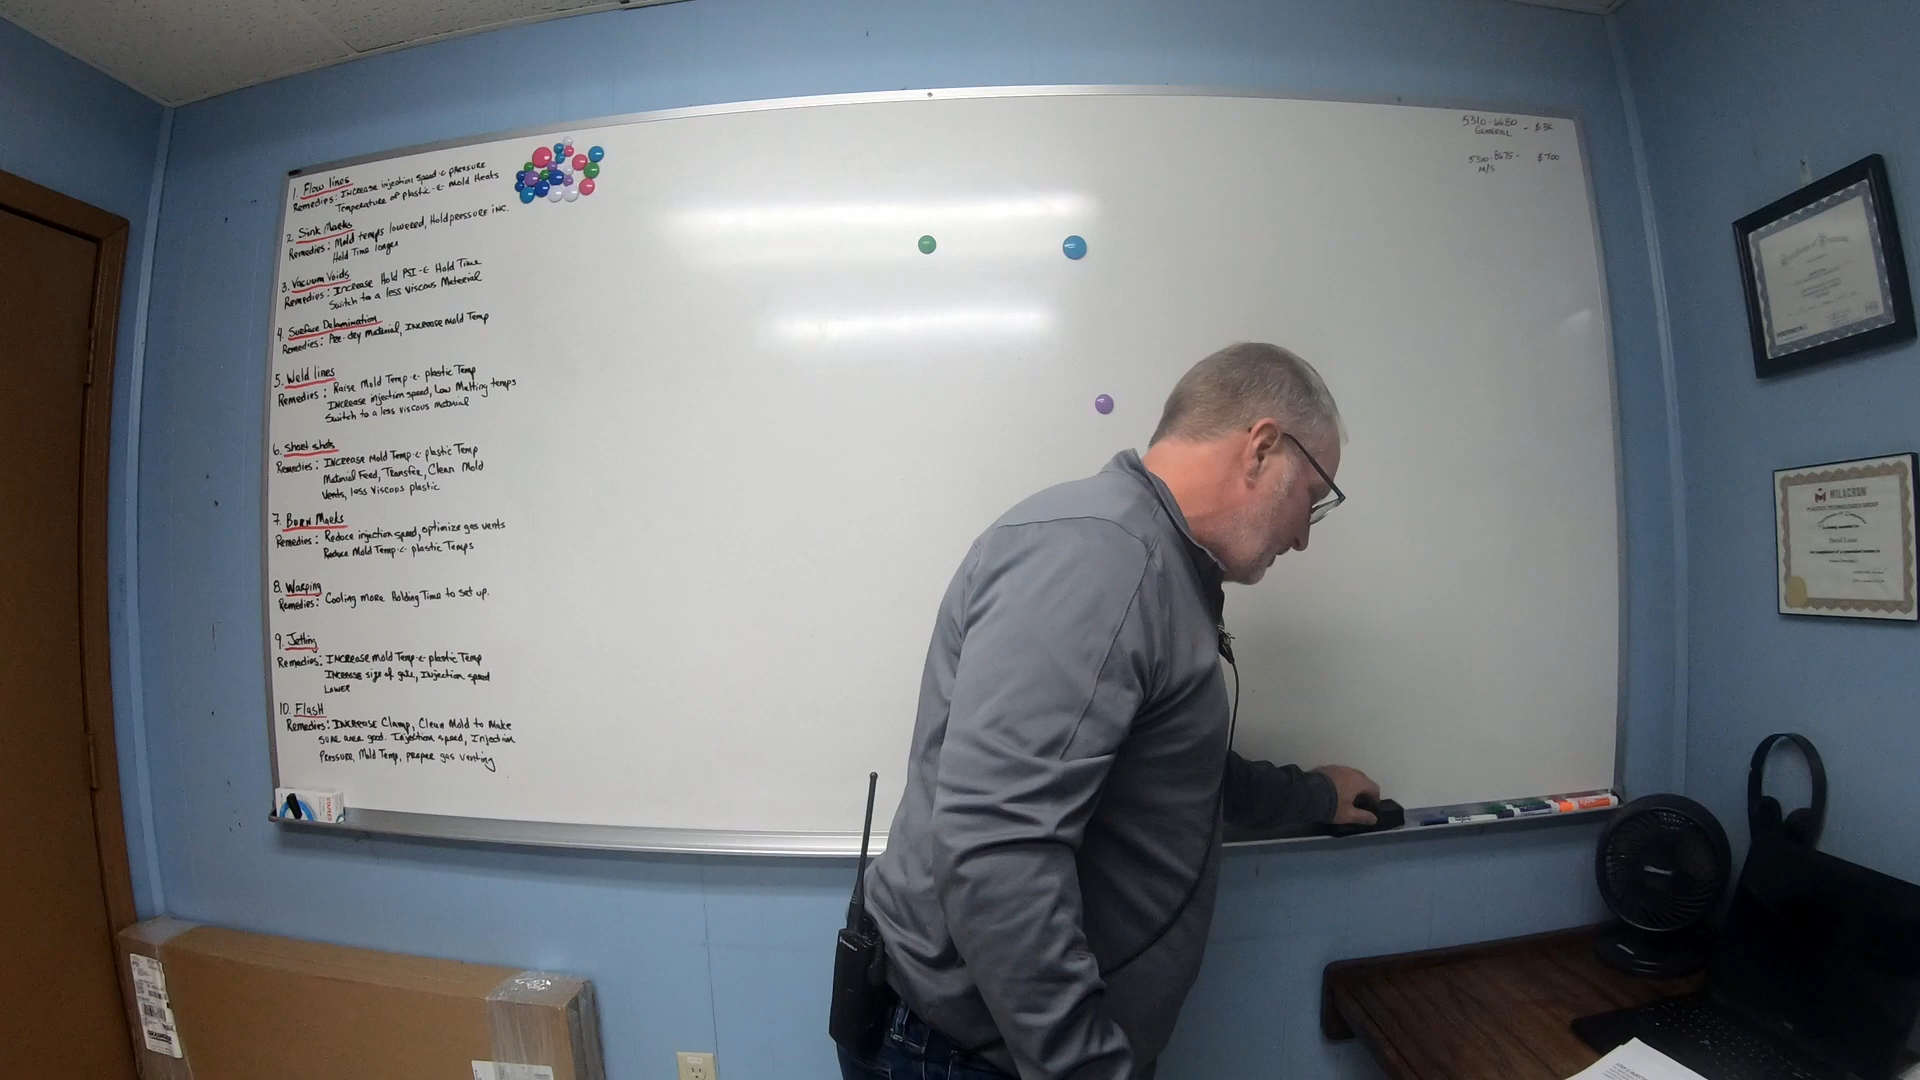 1. Flow lines
Remedies: INCREASE injection speed & pRESSURE
Temperature of plastic & mold Heats
2. Sink Marks
Remedies: Mold temps lowered, Hold pressure inc.
Hold Time longer
3. Vacuum Voids
Remedies: Increase Hold PSI & Hold Time
Switch to a less viscous Material
4. Surface Delamination
Remedies: Pre-dry material, INCREASE Mold Temp
5. Weld lines
Remedies: Raise Mold Temp & plastic Temp
INCREASE injection speed, Low Melting temps
Switch to a less viscous material
6. Short shots
Remedies: INCREASE Mold Temp & plastic Temp
Material Feed, Transfer, Clean Mold
Vents, less viscous plastic
7. Burn Marks
Remedies: Reduce injection speed, optimize gas vents
Reduce Mold Temp & plastic Temps
8. Warping
Remedies: Cooling more Holding Time to set up.
9. Jetting
Remedies: INCREASE Mold Temp & plastic Temp
INCREASE size of gate, Injection speed
Lower
10. Flash
Remedies: INCREASE Clamp, Clean Mold to Make
sure area good. Injection speed, Injection
Pressure, Mold Temp, proper gas venting
5310-6680 - $3K
GENERAL
5310-8675 - $700
M/S
MILACRON
David